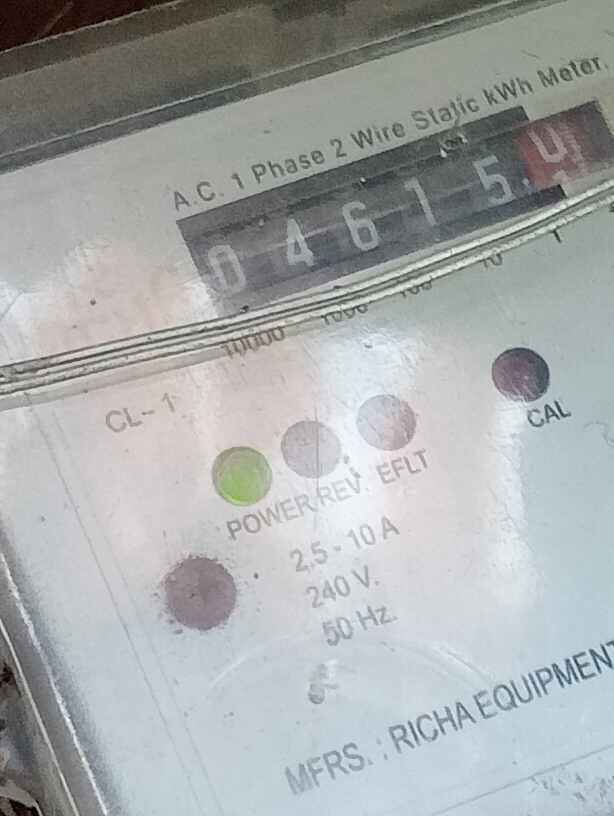 A.C. 1 Phase 2 Wire Static kWh Meter.
0 4 6 1 5.
10000 1000 100 10 1
CL-1
CAL
POWER REV. EFLT
2.5-10 A
240 V.
50 Hz.
MFRS. : RICHA EQUIPMENT